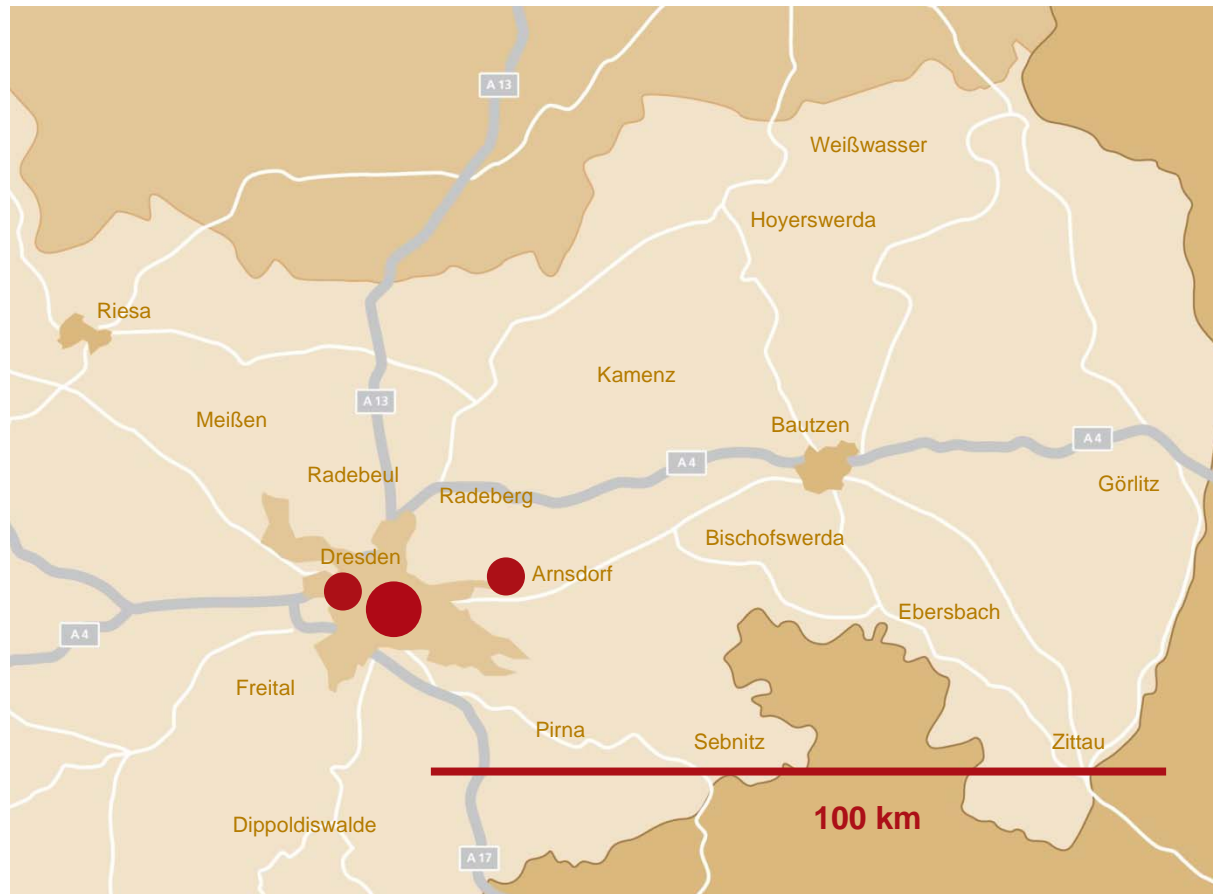 A 13
Weißwasser
Hoyerswerda
Riesa
Kamenz
A 13
Meißen
Bautzen
A 4
A 4
Radebeul
Radeberg
Görlitz
Bischofswerda
Dresden
Arnsdorf
Ebersbach
A 4
Freital
Pirna
Sebnitz
Zittau
100 km
Dippoldiswalde
A 17